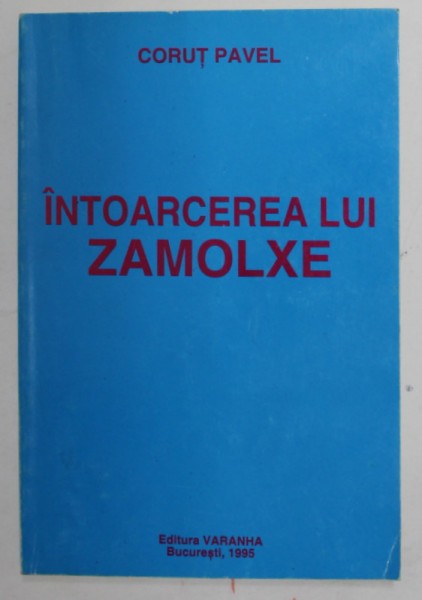 CORUȚ PAVEL
ÎNTOARCEREA LUI
ZAMOLXE
Editura VARANHA
București, 1995